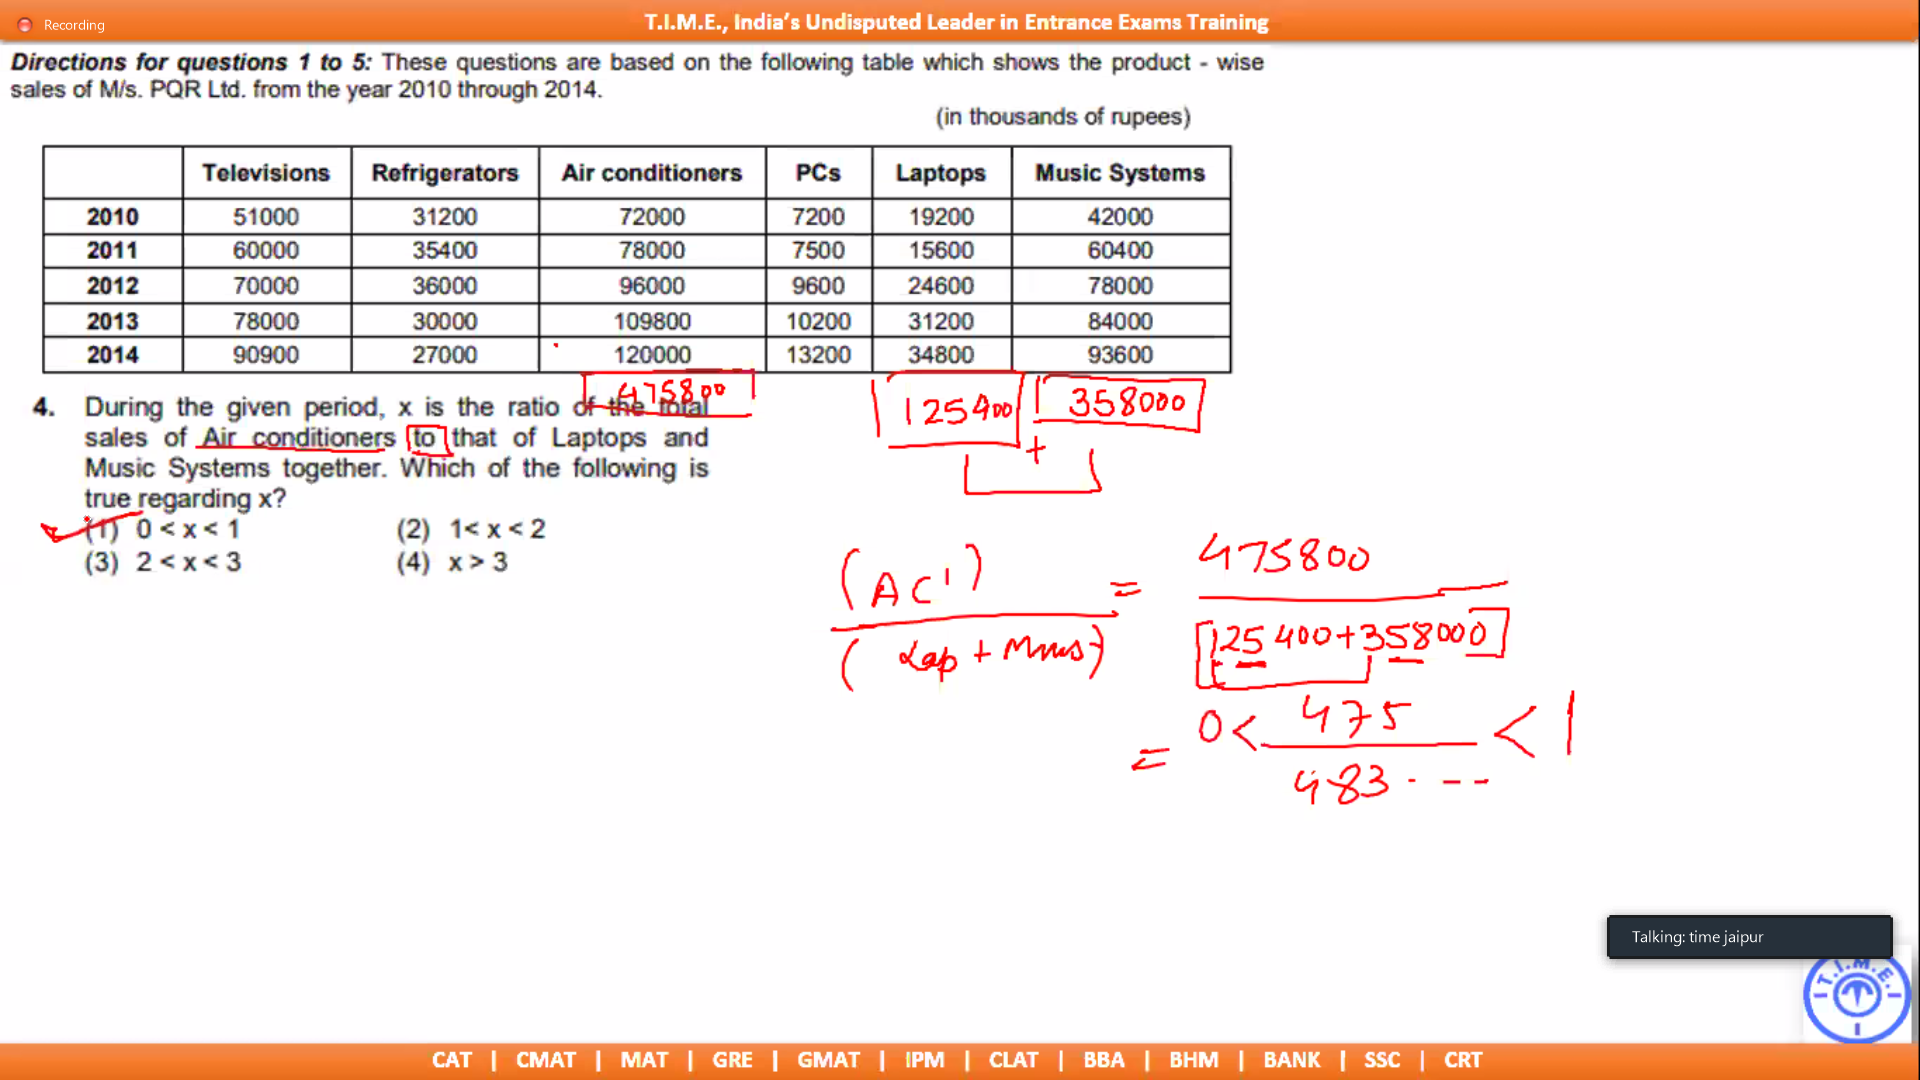 Recording
T.I.M.E., India's Undisputed Leader in Entrance Exams Training
Directions for questions 1 to 5: These questions are based on the following table which shows the product - wise
sales of M/s. PQR Ltd. from the year 2010 through 2014.
(in thousands of rupees)
Televisions Refrigerators Air conditioners PCs Laptops Music Systems
2010 51000 31200 72000 7200 19200 42000
2011 60000 35400 78000 7500 15600 60400
2012 70000 36000 96000 9600 24600 78000
2013 78000 30000 109800 10200 31200 84000
2014 90900 27000 120000 13200 34800 93600
475800 125400 358000
+
4. During the given period, x is the ratio of the total
sales of Air conditioners to that of Laptops and
Music Systems together. Which of the following is
true regarding x?
(1) 0 < x < 1 (2) 1< x < 2
(3) 2 < x < 3 (4) x > 3
(AC') = 475800
(Lap + Mus) 125400+358000
= 0 < 475 < 1
483 . - -
Talking: time jaipur
T.I.M.E.
CAT | CMAT | MAT | GRE | GMAT | IPM | CLAT | BBA | BHM | BANK | SSC | CRT